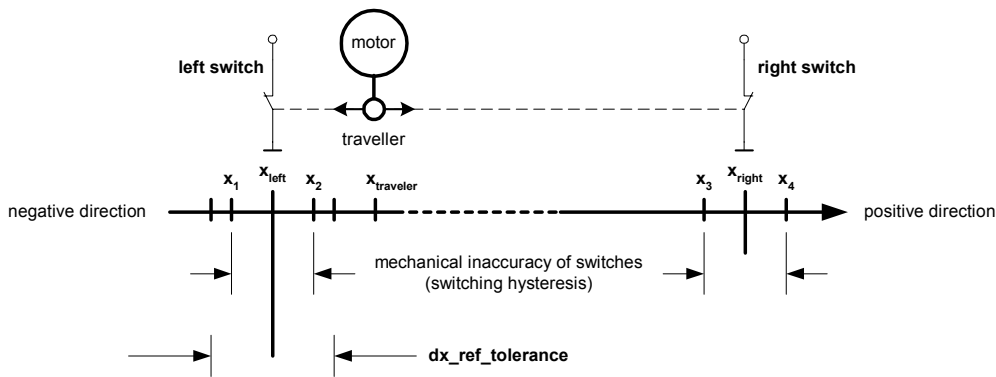 motor
left switch
right switch
traveller
x1
xleft
x2
xtraveler
x3
xright
x4
negative direction
positive direction
mechanical inaccuracy of switches
(switching hysteresis)
dx_ref_tolerance